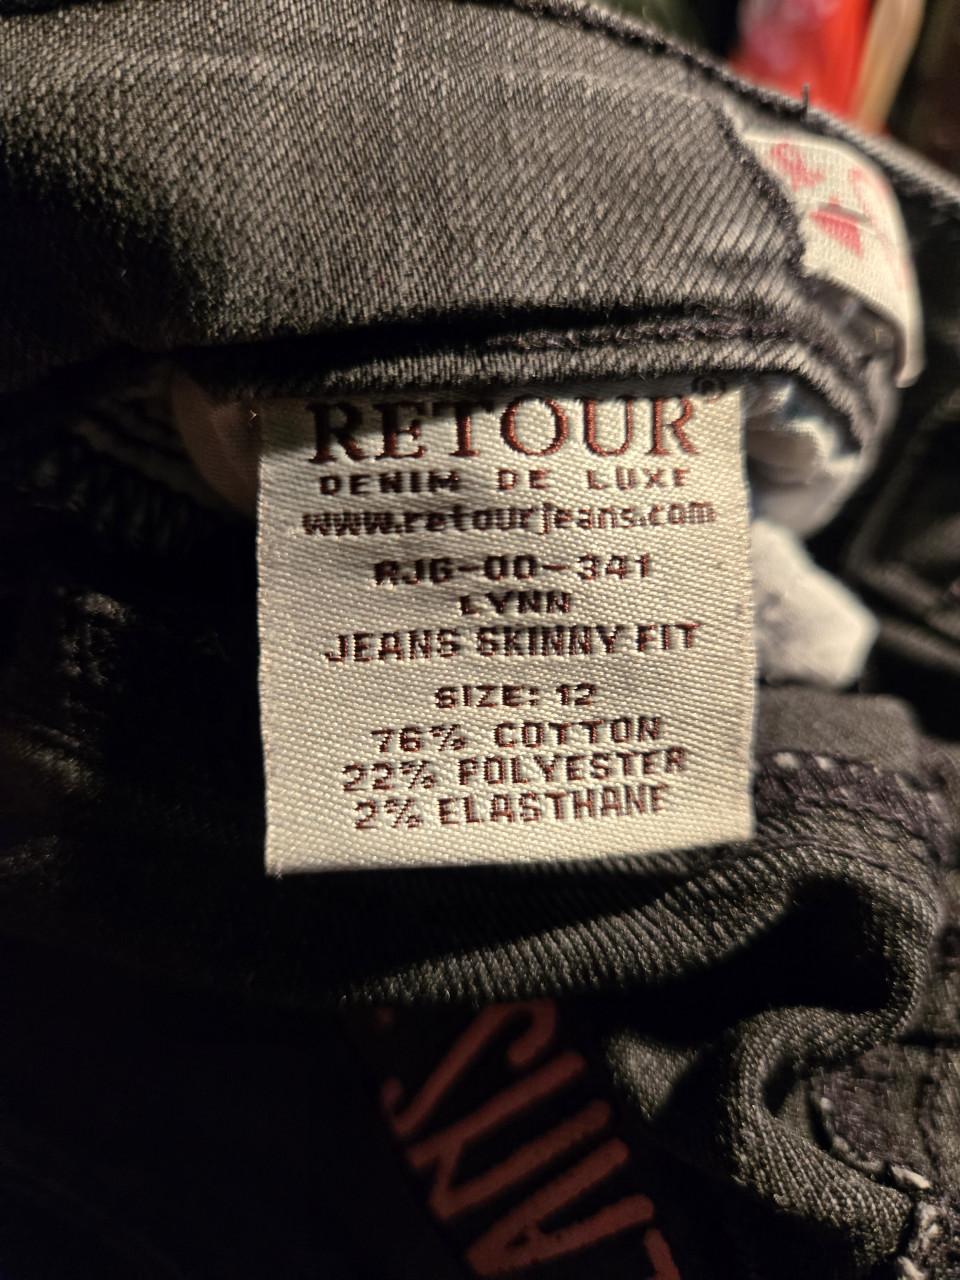 RETOUR®
DENIM DE LUXE
www.retourjeans.com
RJG-00-341
LYNN
JEANS SKINNY FIT
SIZE: 12
76% COTTON
22% POLYESTER
2% ELASTHANE